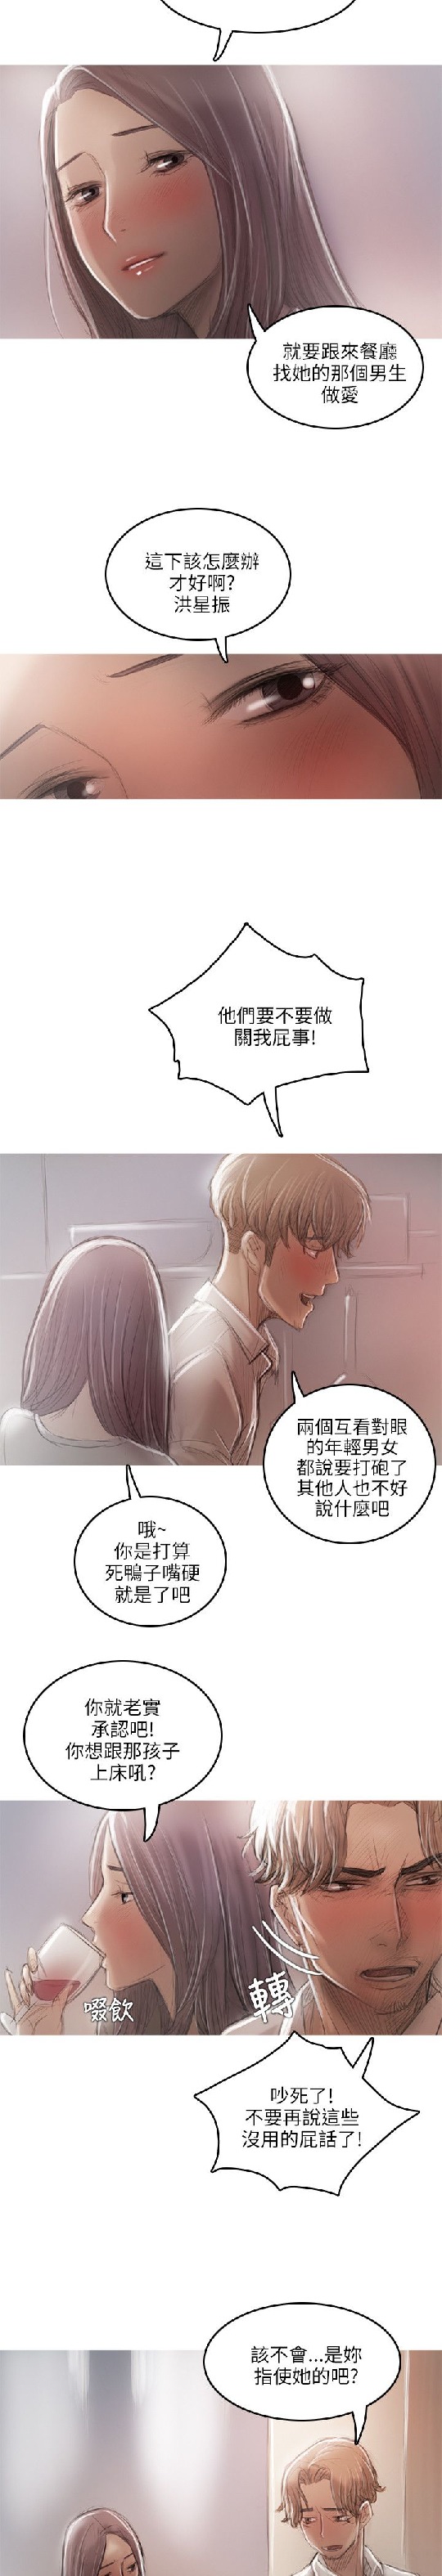 就要跟來餐廳
找她的那個男生
做愛
這下該怎麼辦
才好啊?
洪星振
他們要不要做
關我屁事!
兩個互看對眼
的年輕男女
都說要打砲了
其他人也不好
說什麼吧
哦~
你是打算
死鴨子嘴硬
就是了吧
你就老實
承認吧!
你想跟那孩子
上床吼?
啜飲
轉
吵死了!
不要再說這些
沒用的屁話了!
該不會...是妳
指使她的吧?